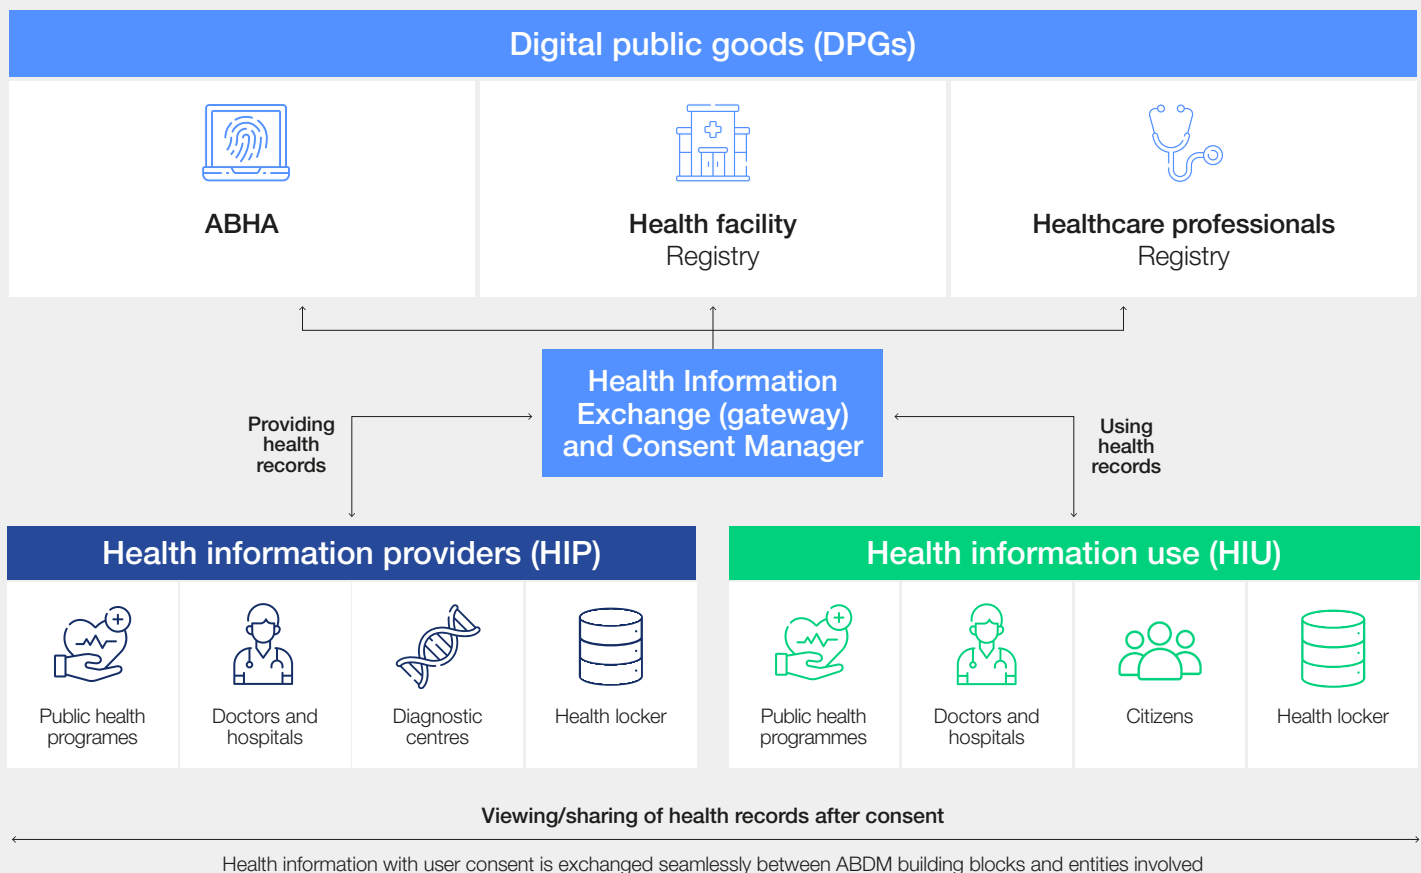 Digital public goods (DPGs)
ABHA
Health facility
Registry
Healthcare professionals
Registry
Health Information
Exchange (gateway)
and Consent Manager
Providing
health
records
Using
health
records
Health information providers (HIP)
Public health
programes
Doctors and
hospitals
Diagnostic
centres
Health locker
Health information use (HIU)
Public health
programmes
Doctors and
hospitals
Citizens
Health locker
Viewing/sharing of health records after consent
Health information with user consent is exchanged seamlessly between ABDM building blocks and entities involved